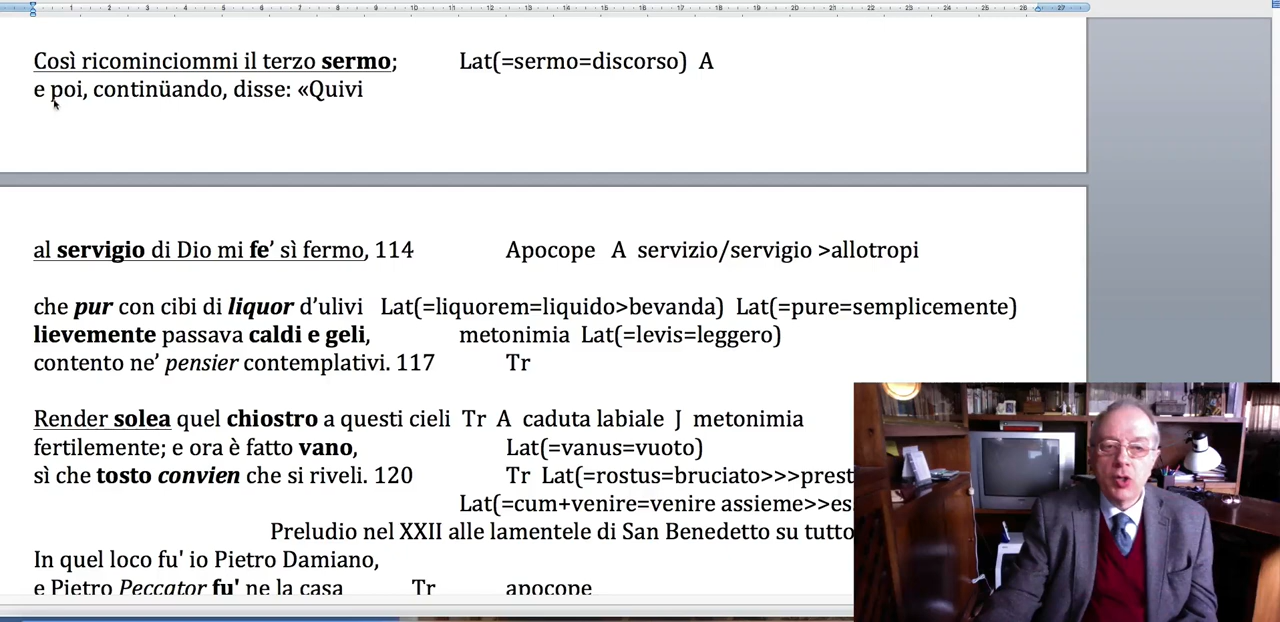 Così ricominciommi il terzo sermo; Lat(=sermo=discorso) A
e poi, continüando, disse: «Quivi
al servigio di Dio mi fe’ sì fermo, 114 Apocope A servizio/servigio >allotropi
che pur con cibi di liquor d’ulivi Lat(=liquorem=liquido>bevanda) Lat(=pure=semplicemente)
lievemente passava caldi e geli, metonimia Lat(=levis=leggero)
contento ne’ pensier contemplativi. 117 Tr
Render solea quel chiostro a questi cieli Tr A caduta labiale J metonimia
fertilemente; e ora è fatto vano, Lat(=vanus=vuoto)
sì che tosto convien che si riveli. 120 Tr Lat(=rostus=bruciato>>>prest
Lat(=cum+venire=venire assieme>>es
Preludio nel XXII alle lamentele di San Benedetto su tutto
In quel loco fu' io Pietro Damiano,
e Pietro Peccator fu' ne la casa Tr apocope